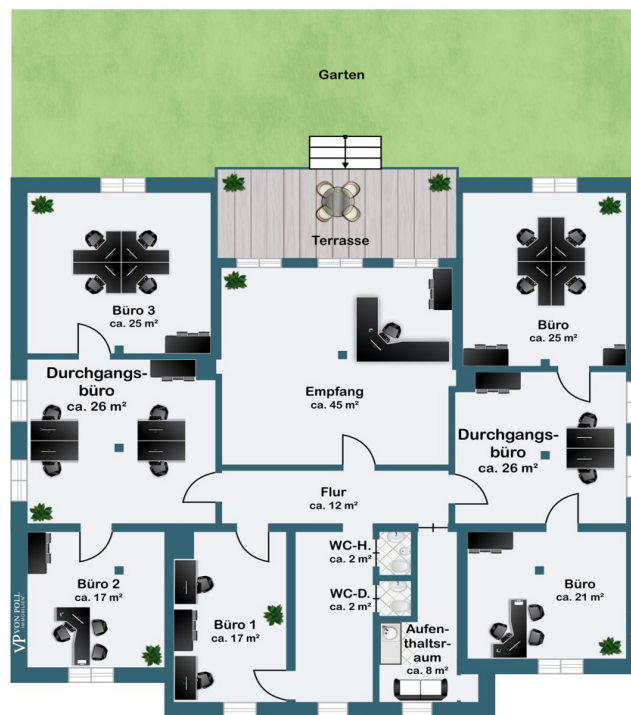 Garten
Terrasse
Büro 3
ca. 25 m²
Büro
ca. 25 m²
Durchgangs-
büro
ca. 26 m²
Empfang
ca. 45 m²
Durchgangs-
büro
ca. 26 m²
Flur
ca. 12 m²
WC-H.
ca. 2 m²
WC-D.
ca. 2 m²
Büro 2
ca. 17 m²
Büro 1
ca. 17 m²
Büro
ca. 21 m²
Aufen-
thaltsr-
aum
ca. 8 m²
VP VON POLL
IMMOBILIEN